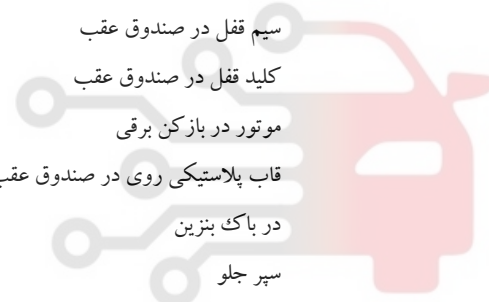 سیم قفل در صندوق عقب
کلید قفل در صندوق عقب
موتور در بازکن برقی
قاب پلاستیکی روی در صندوق عقب
در باك بنزین
سپر جلو